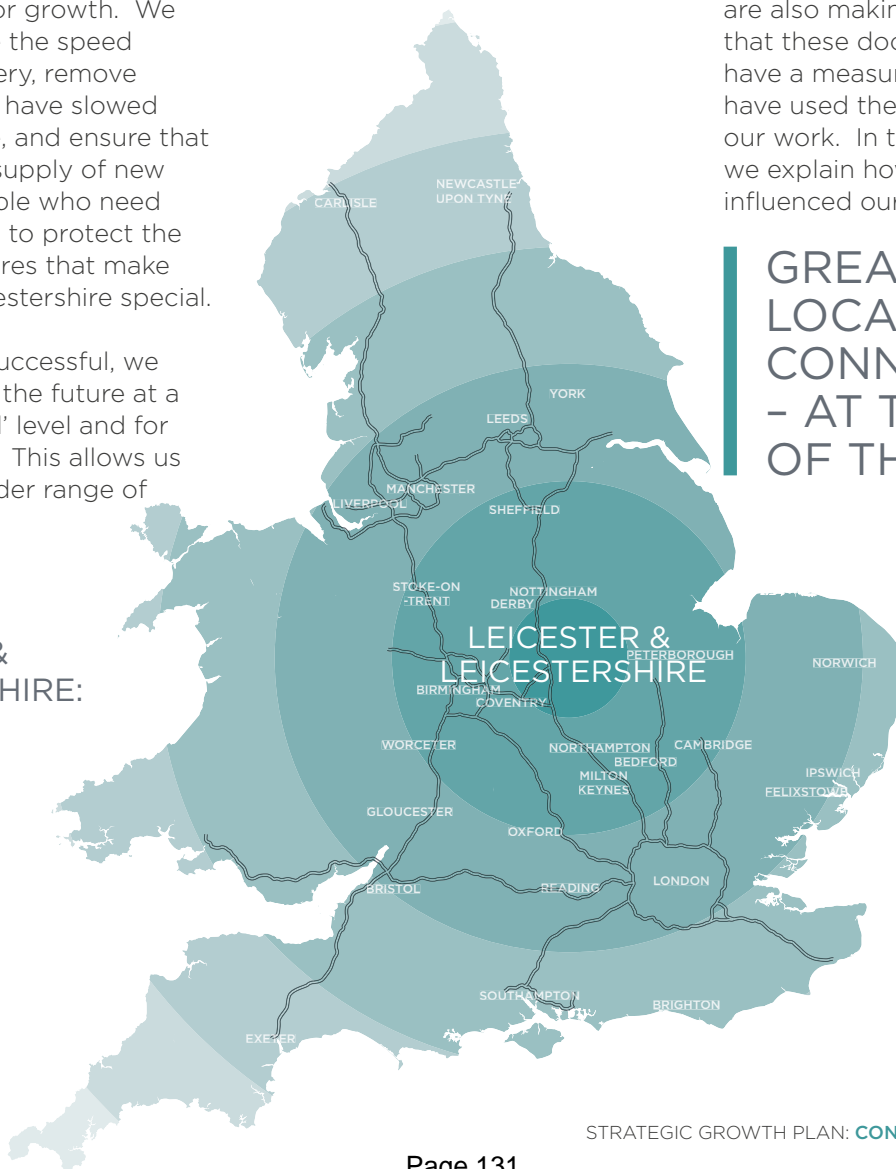 or growth. We
the speed
ery, remove
have slowed
, and ensure that
supply of new
ple who need
to protect the
res that make
estershire special.
uccessful, we
the future at a
l’ level and for
This allows us
der range of
&
HIRE:
are also makin
that these doc
have a measur
have used the
our work. In t
we explain how
influenced our
GREA
LOCA
CONN
– AT T
OF TH
CARLISLE
NEWCASTLE
UPON TYNE
YORK
LEEDS
MANCHESTER
LIVERPOOL
SHEFFIELD
STOKE-ON
-TRENT
NOTTINGHAM
DERBY
LEICESTER &
LEICESTERSHIRE
PETERBOROUGH
NORWICH
BIRMINGHAM
COVENTRY
WORCETER
NORTHAMPTON
CAMBRIDGE
BEDFORD
MILTON
KEYNES
IPSWICH
FELIXSTOWE
GLOUCESTER
OXFORD
BRISTOL
READING
LONDON
SOUTHAMPTON
BRIGHTON
EXETER
STRATEGIC GROWTH PLAN: CON
Page 131